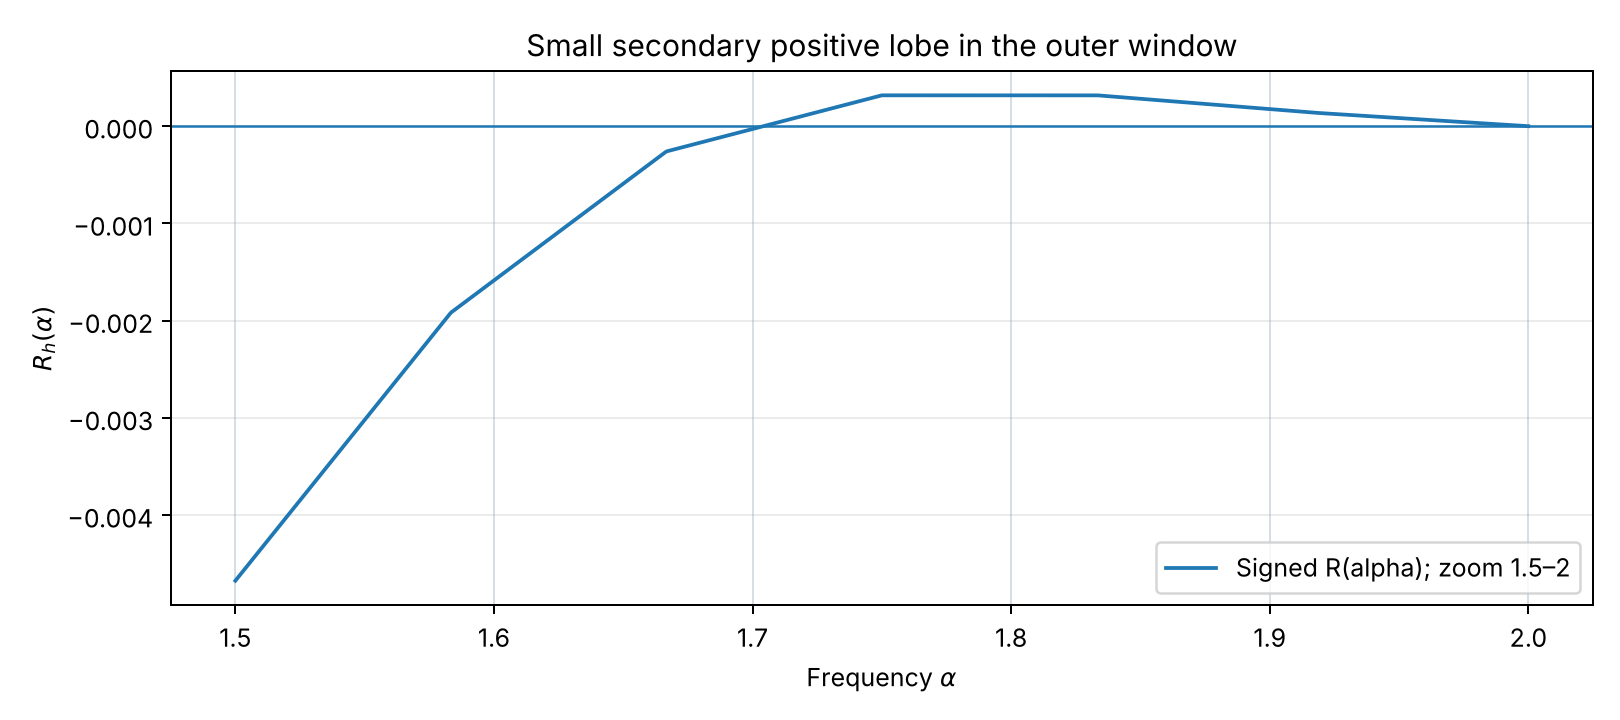 Small secondary positive lobe in the outer window
0.000
−0.001
−0.002
−0.003
−0.004
R_h(α)
Signed R(alpha); zoom 1.5–2
1.5 1.6 1.7 1.8 1.9 2.0
Frequency α